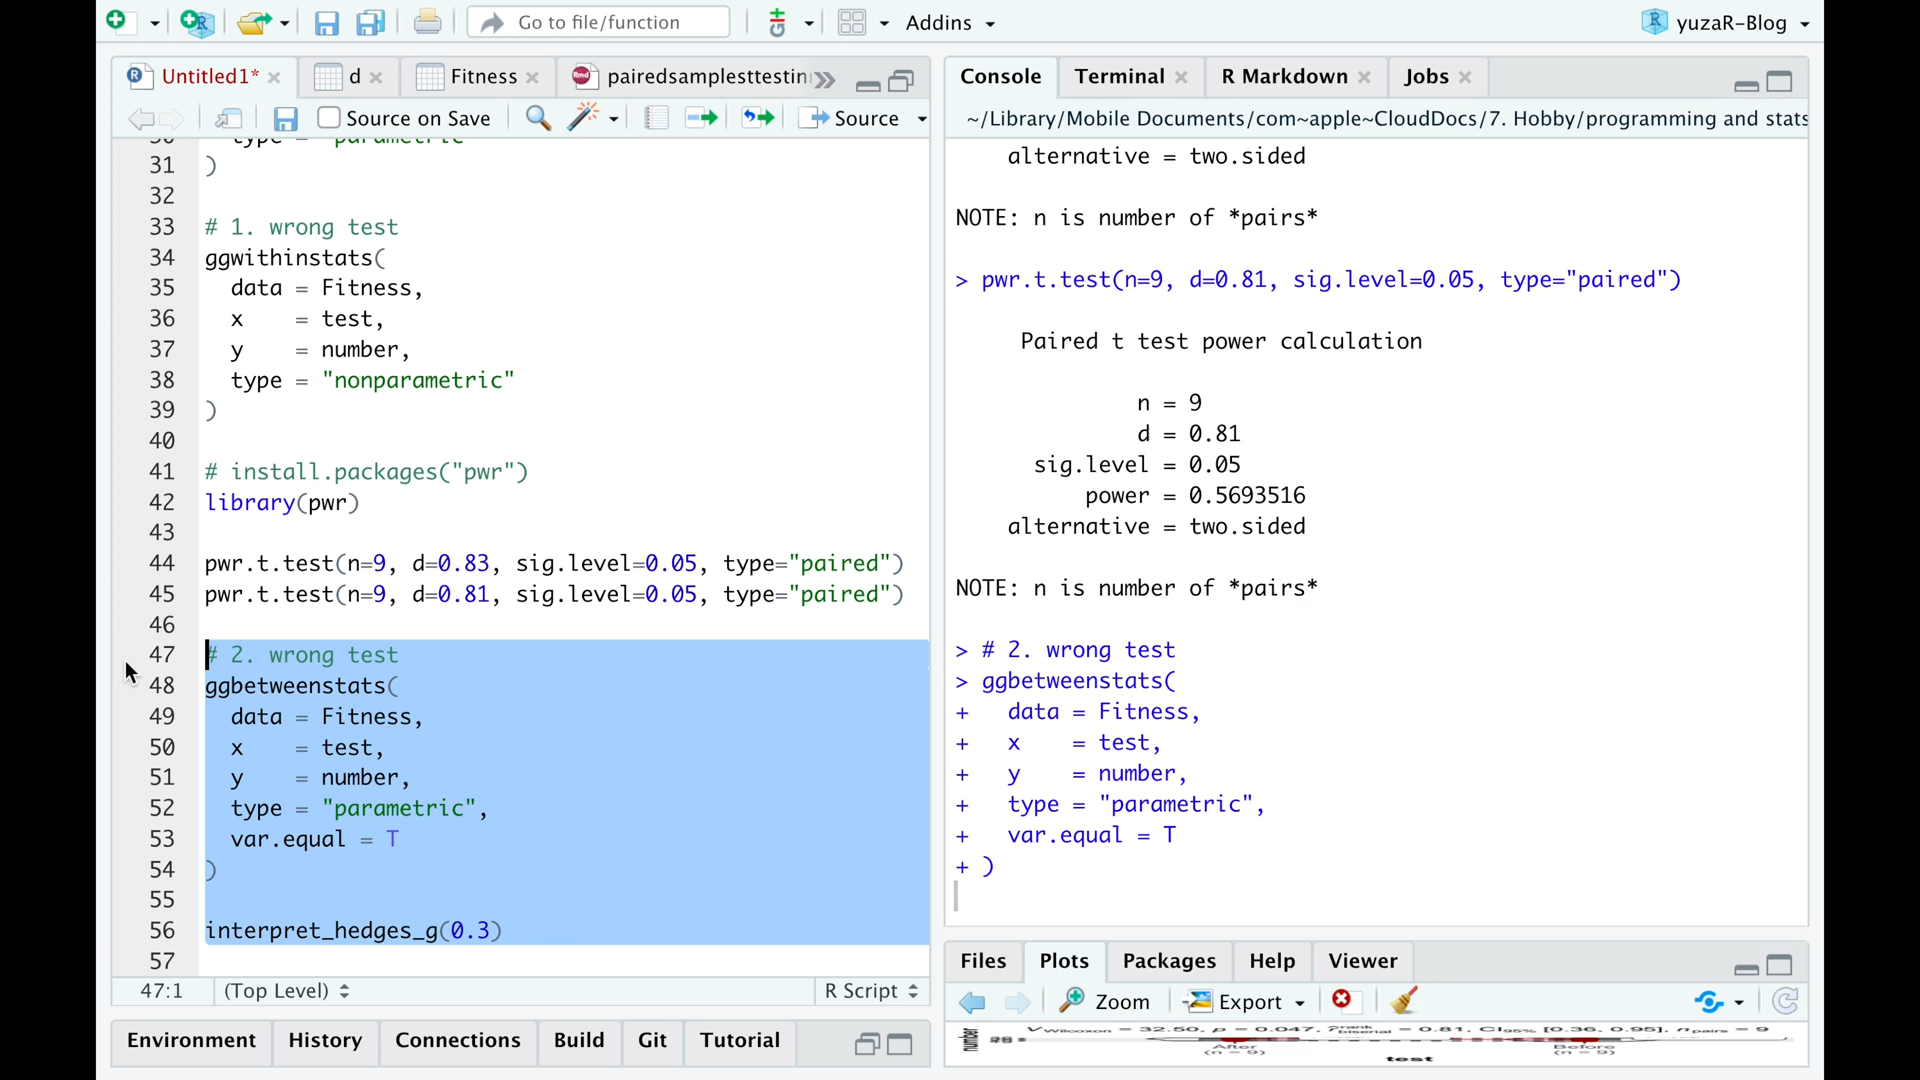 Go to file/function
Addins
yuzaR-Blog
Untitled1*
d
Fitness
pairedsamplesttestin
Source on Save
Source
31 )
32
33 # 1. wrong test
34 ggwithinstats(
35 data = Fitness,
36 x = test,
37 y = number,
38 type = "nonparametric"
39 )
40
41 # install.packages("pwr")
42 library(pwr)
43
44 pwr.t.test(n=9, d=0.83, sig.level=0.05, type="paired")
45 pwr.t.test(n=9, d=0.81, sig.level=0.05, type="paired")
46
47 # 2. wrong test
48 ggbetweenstats(
49 data = Fitness,
50 x = test,
51 y = number,
52 type = "parametric",
53 var.equal = T
54 )
55
56 interpret_hedges_g(0.3)
57
47:1 (Top Level) R Script
Environment History Connections Build Git Tutorial
Console Terminal R Markdown Jobs
~/Library/Mobile Documents/com~apple~CloudDocs/7. Hobby/programming and stats
alternative = two.sided
NOTE: n is number of *pairs*
> pwr.t.test(n=9, d=0.81, sig.level=0.05, type="paired")
Paired t test power calculation
n = 9
d = 0.81
sig.level = 0.05
power = 0.5693516
alternative = two.sided
NOTE: n is number of *pairs*
> # 2. wrong test
> ggbetweenstats(
+ data = Fitness,
+ x = test,
+ y = number,
+ type = "parametric",
+ var.equal = T
+ )
Files Plots Packages Help Viewer
Zoom Export
number
After
(n = 9)
Before
(n = 9)
test